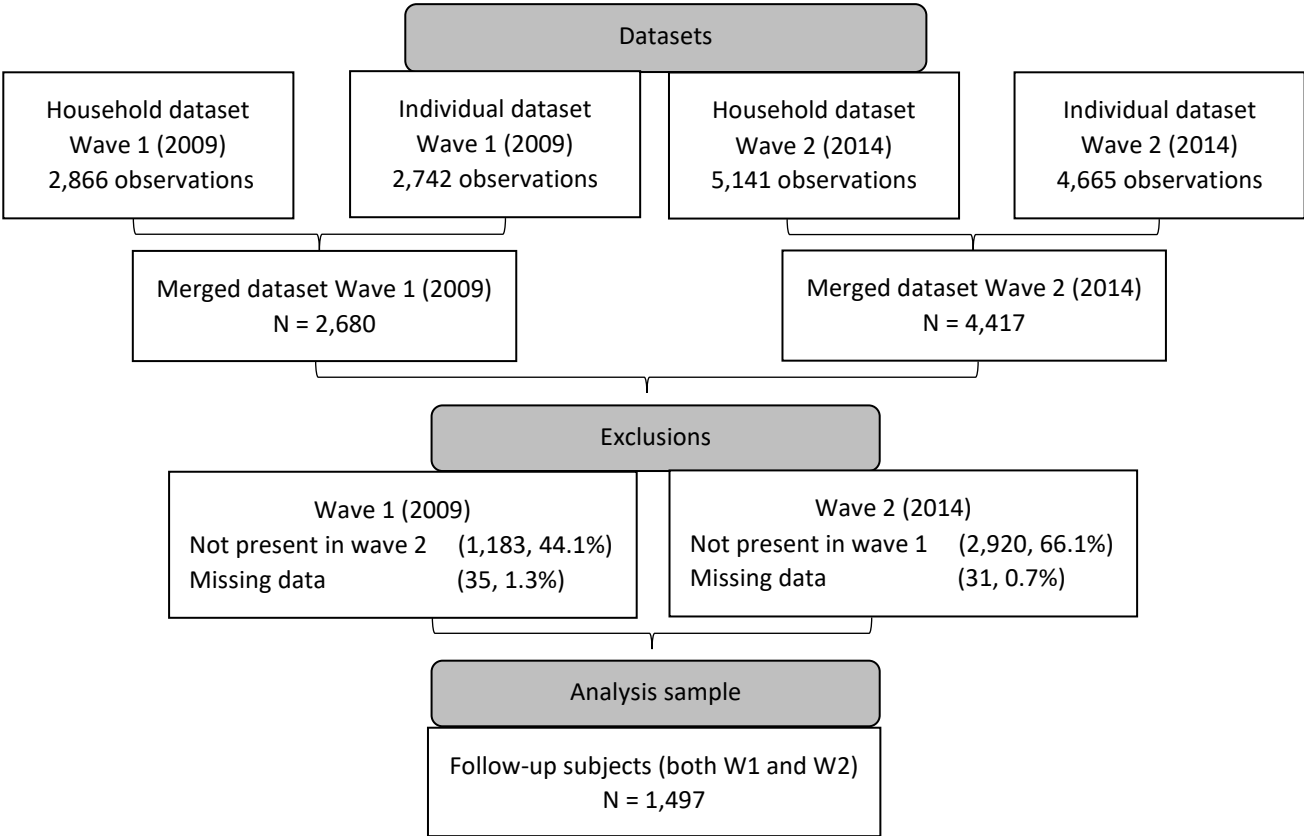 Datasets
Household dataset
Wave 1 (2009)
2,866 observations
Individual dataset
Wave 1 (2009)
2,742 observations
Household dataset
Wave 2 (2014)
5,141 observations
Individual dataset
Wave 2 (2014)
4,665 observations
Merged dataset Wave 1 (2009)
N = 2,680
Merged dataset Wave 2 (2014)
N = 4,417
Exclusions
Wave 1 (2009)
Not present in wave 2 (1,183, 44.1%)
Missing data (35, 1.3%)
Wave 2 (2014)
Not present in wave 1 (2,920, 66.1%)
Missing data (31, 0.7%)
Analysis sample
Follow-up subjects (both W1 and W2)
N = 1,497